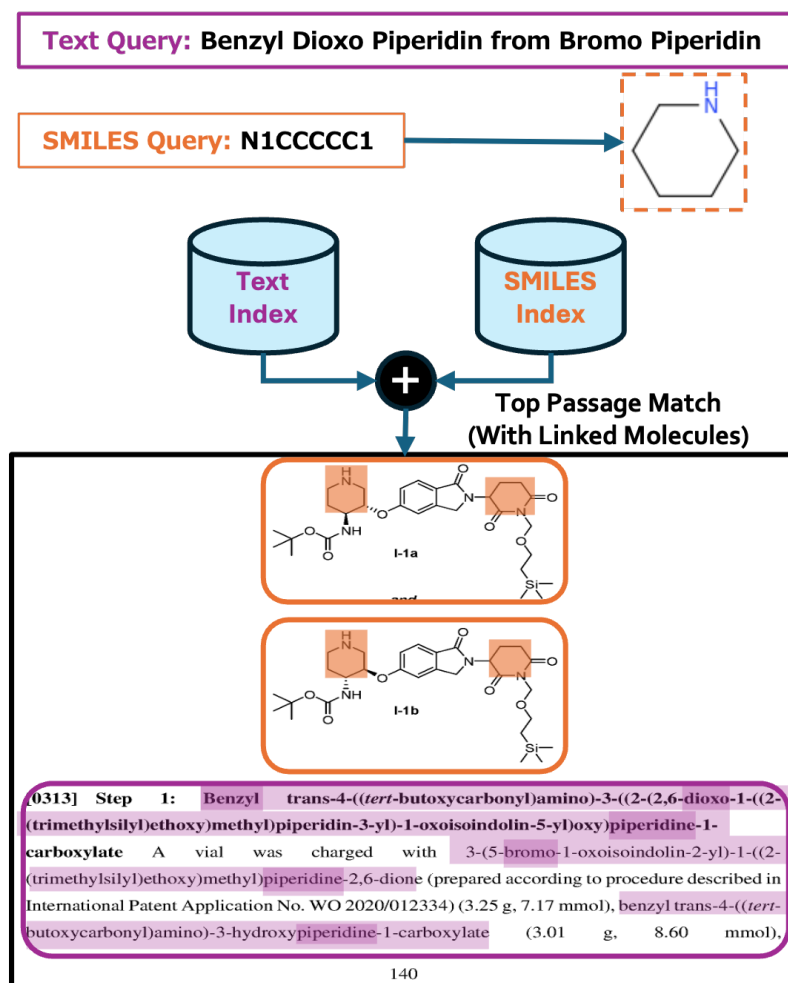 Text Query: Benzyl Dioxo Piperidin from Bromo Piperidin
H
N
SMILES Query: N1CCCCC1
Text
Index
SMILES
Index
+
Top Passage Match
(With Linked Molecules)
H
N
O
N
O
O
N
O
NH
O
O
O
I-1a
Si
and
H
N
O
N
O
O
N
O
NH
O
O
O
I-1b
Si
[0313] Step 1: Benzyl trans-4-((tert-butoxycarbonyl)amino)-3-((2-(2,6-dioxo-1-((2-
(trimethylsilyl)ethoxy)methyl)piperidin-3-yl)-1-oxoisoindolin-5-yl)oxy)piperidine-1-
carboxylate A vial was charged with 3-(5-bromo-1-oxoisoindolin-2-yl)-1-((2-
(trimethylsilyl)ethoxy)methyl)piperidine-2,6-dione (prepared according to procedure described in
International Patent Application No. WO 2020/012334) (3.25 g, 7.17 mmol), benzyl trans-4-((tert-
butoxycarbonyl)amino)-3-hydroxypiperidine-1-carboxylate (3.01 g, 8.60 mmol),
140